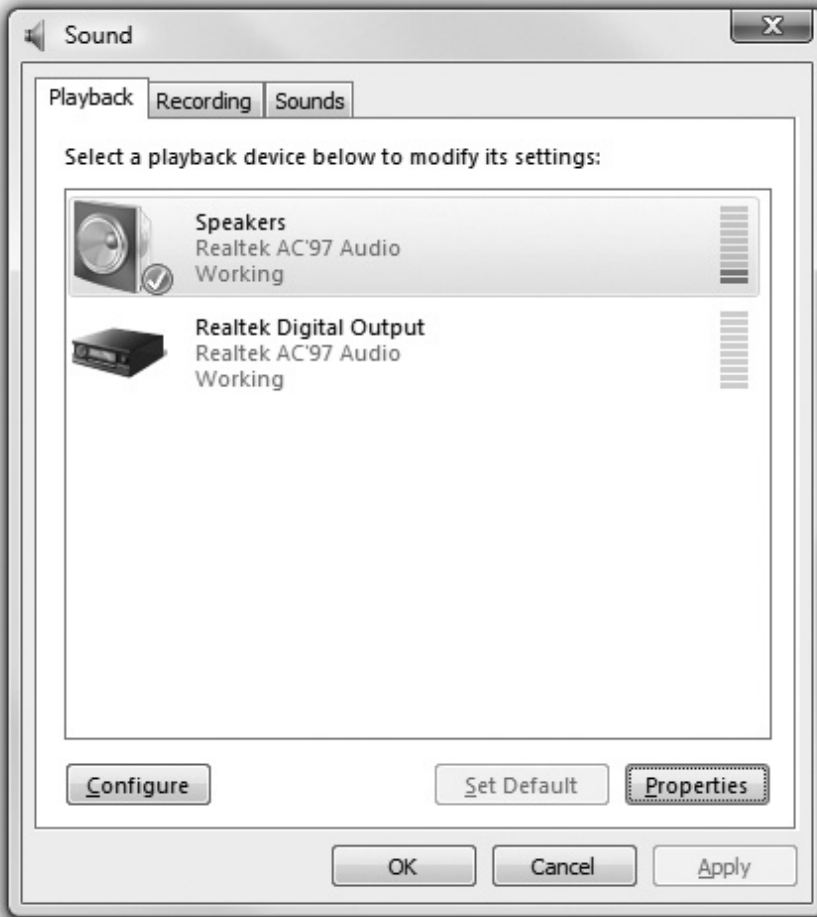 Sound
Playback Recording Sounds
Select a playback device below to modify its settings:
Speakers
Realtek AC'97 Audio
Working
Realtek Digital Output
Realtek AC'97 Audio
Working
Configure Set Default Properties
OK Cancel Apply